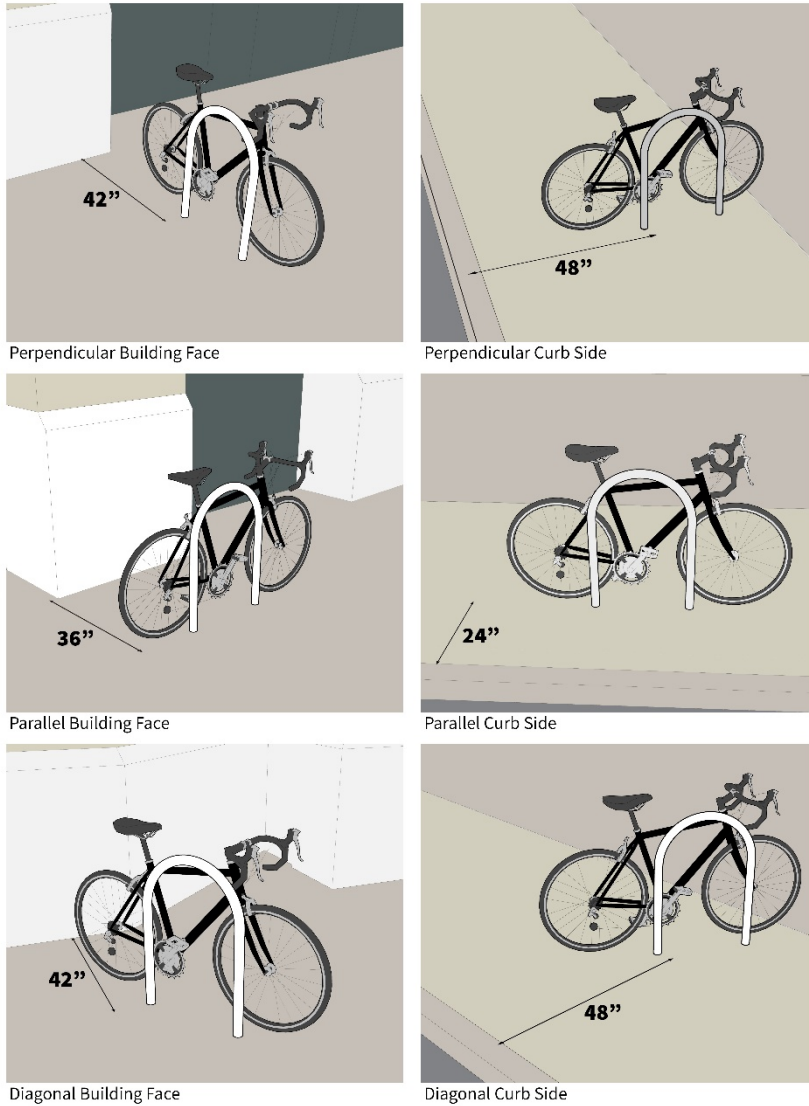 42”
48”
Perpendicular Building Face
Perpendicular Curb Side
36”
24”
Parallel Building Face
Parallel Curb Side
42”
48”
Diagonal Building Face
Diagonal Curb Side